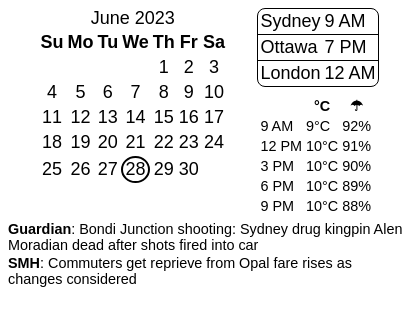 June 2023
Su Mo Tu We Th Fr Sa
1 2 3
4 5 6 7 8 9 10
11 12 13 14 15 16 17
18 19 20 21 22 23 24
25 26 27 28 29 30
Sydney 9 AM
Ottawa 7 PM
London 12 AM
°C ☂
9 AM 9°C 92%
12 PM 10°C 91%
3 PM 10°C 90%
6 PM 10°C 89%
9 PM 10°C 88%
Guardian: Bondi Junction shooting: Sydney drug kingpin Alen
Moradian dead after shots fired into car
SMH: Commuters get reprieve from Opal fare rises as
changes considered